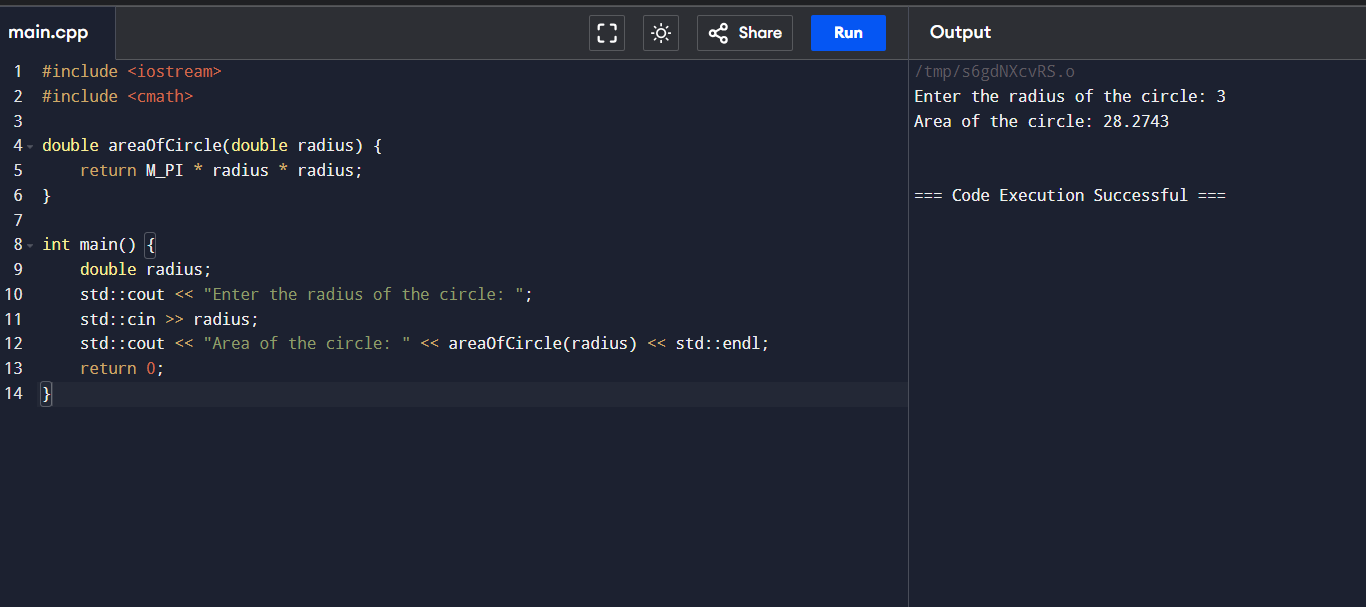 main.cpp
Share
Run
Output
1 #include <iostream>
2 #include <cmath>
3
4 double areaOfCircle(double radius) {
5     return M_PI * radius * radius;
6 }
7
8 int main() {
9     double radius;
10     std::cout << "Enter the radius of the circle: ";
11     std::cin >> radius;
12     std::cout << "Area of the circle: " << areaOfCircle(radius) << std::endl;
13     return 0;
14 }
/tmp/s6gdNXcvRS.o
Enter the radius of the circle: 3
Area of the circle: 28.2743
=== Code Execution Successful ===